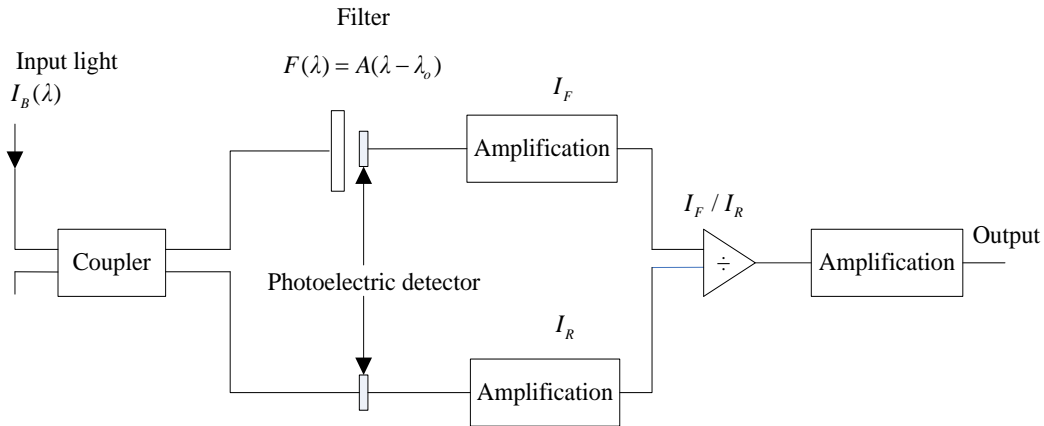 Filter
Input light
F(λ) = A(λ − λ_o)
I_B(λ)
I_F
Amplification
I_F / I_R
Output
Coupler
÷
Amplification
Photoelectric detector
I_R
Amplification